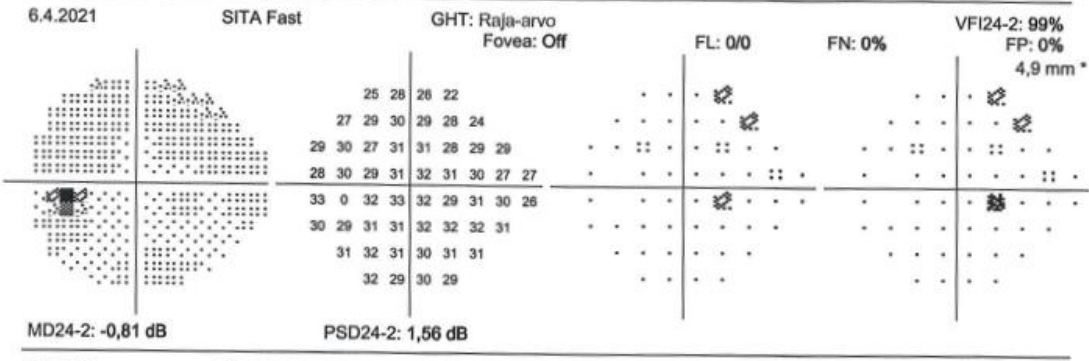 6.4.2021 SITA Fast GHT: Raja-arvo VFI24-2: 99%
Fovea: Off FL: 0/0 FN: 0% FP: 0%
4,9 mm *
25 28 26 22
27 29 30 29 28 24
29 30 27 31 31 28 29 29
28 30 29 31 32 31 30 27 27
33 0 32 33 32 29 31 30 26
30 29 31 31 32 32 32 31
31 32 31 30 31 31
32 29 30 29
MD24-2: -0,81 dB PSD24-2: 1,56 dB